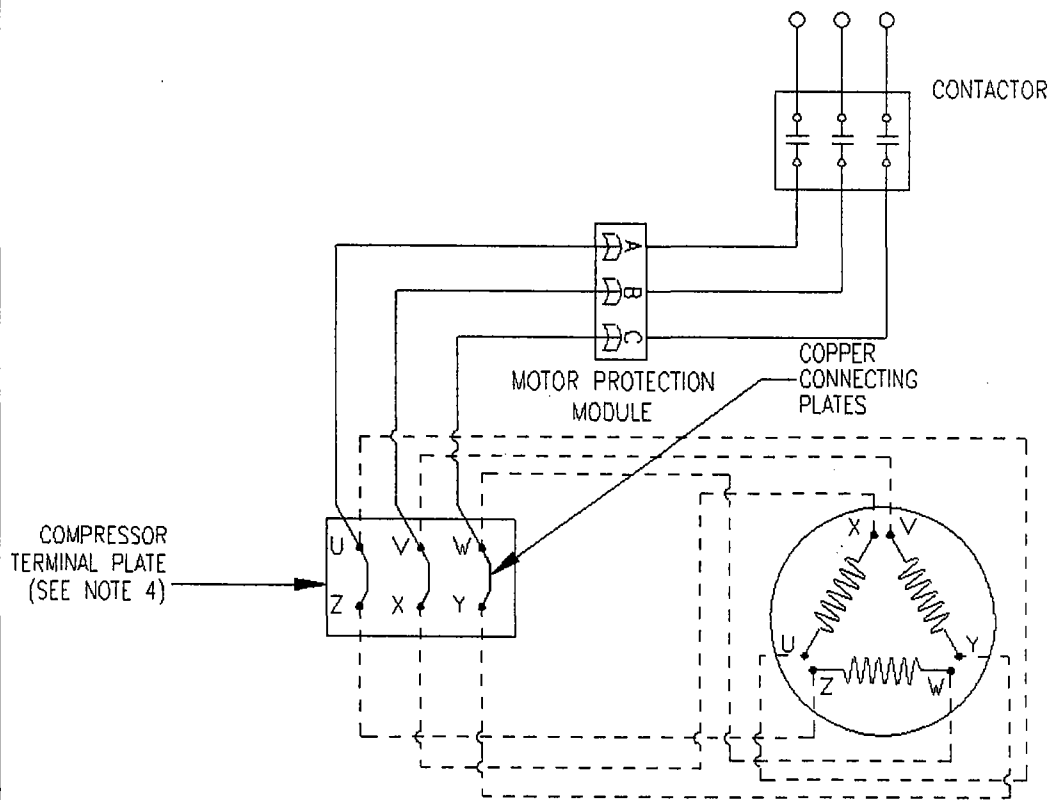 CONTACTOR
A
B
C
MOTOR PROTECTION
MODULE
COPPER
CONNECTING
PLATES
COMPRESSOR
TERMINAL PLATE
(SEE NOTE 4)
U V W
Z X Y
X V
U Y
Z W